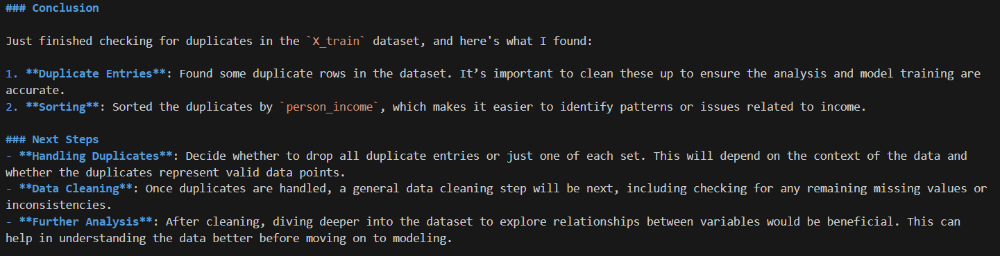 ### Conclusion
Just finished checking for duplicates in the `X_train` dataset, and here's what I found:
1. **Duplicate Entries**: Found some duplicate rows in the dataset. It’s important to clean these up to ensure the analysis and model training are
accurate.
2. **Sorting**: Sorted the duplicates by `person_income`, which makes it easier to identify patterns or issues related to income.
### Next Steps
- **Handling Duplicates**: Decide whether to drop all duplicate entries or just one of each set. This will depend on the context of the data and
whether the duplicates represent valid data points.
- **Data Cleaning**: Once duplicates are handled, a general data cleaning step will be next, including checking for any remaining missing values or
inconsistencies.
- **Further Analysis**: After cleaning, diving deeper into the dataset to explore relationships between variables would be beneficial. This can
help in understanding the data better before moving on to modeling.